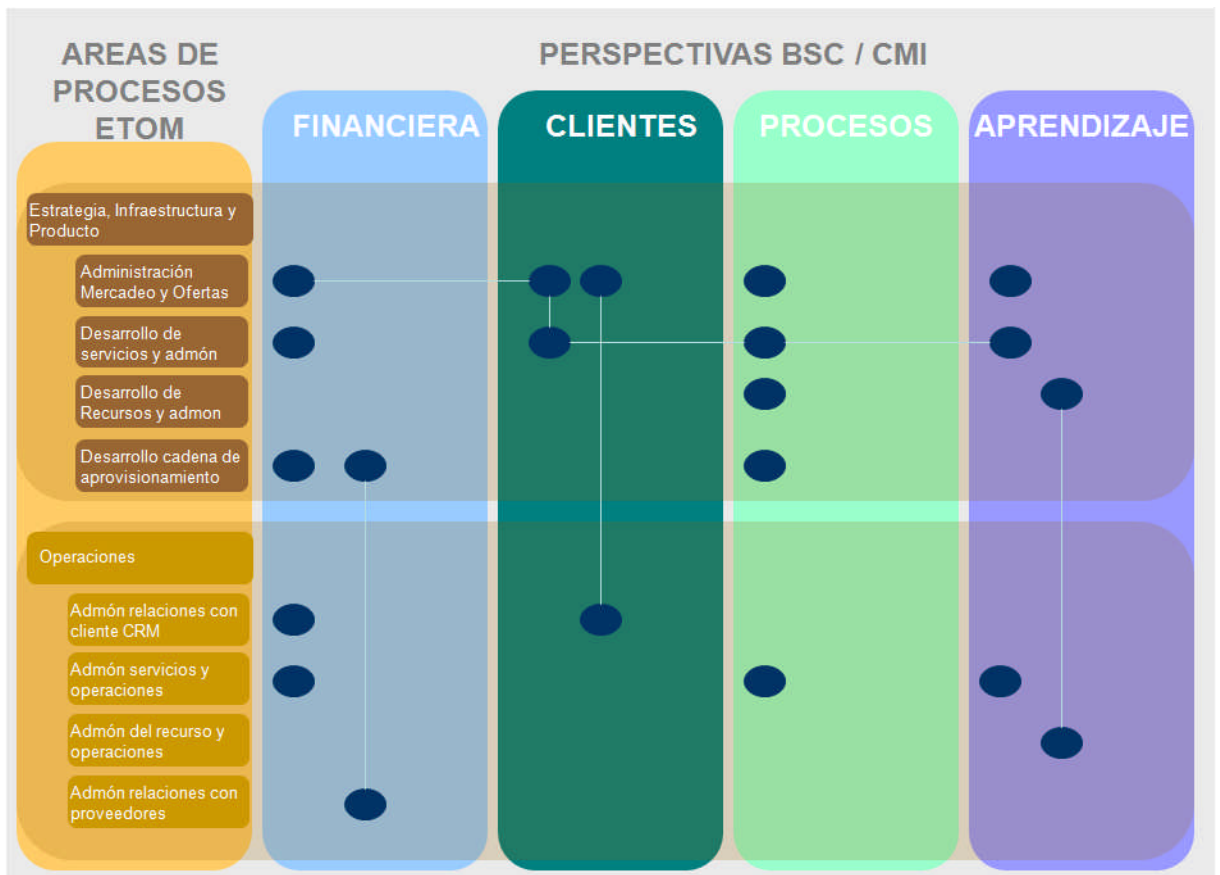 AREAS DE
PROCESOS
ETOM
PERSPECTIVAS BSC / CMI
FINANCIERA
CLIENTES
PROCESOS
APRENDIZAJE
Estrategia, Infraestructura y
Producto
Administración
Mercadeo y Ofertas
Desarrollo de
servicios y admón
Desarrollo de
Recursos y admon
Desarrollo cadena de
aprovisionamiento
Operaciones
Admón relaciones con
cliente CRM
Admón servicios y
operaciones
Admón del recurso y
operaciones
Admón relaciones con
proveedores